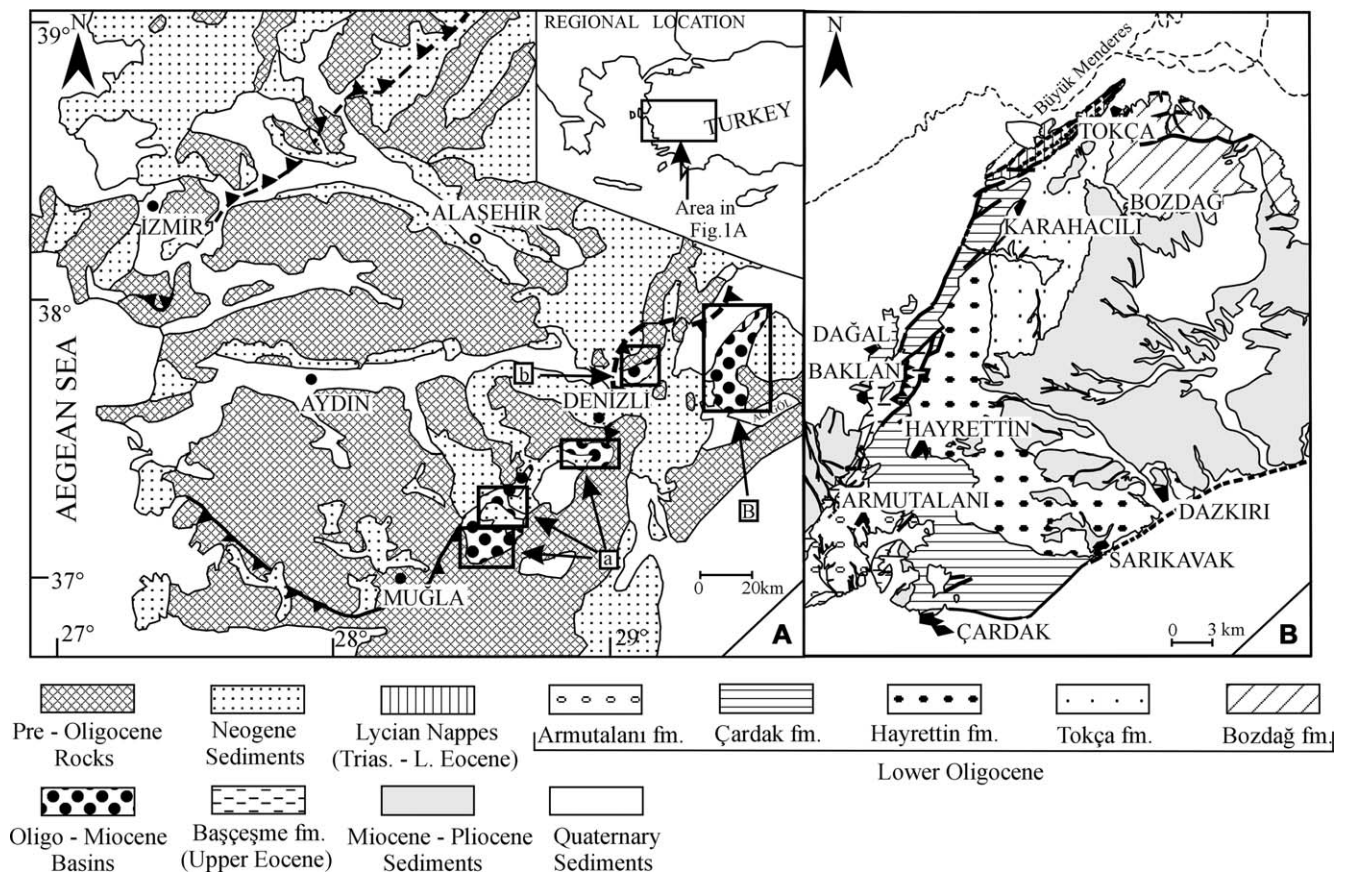 39°
N
REGIONAL LOCATION
TURKEY
Area in
Fig.1A
İZMİR
ALAŞEHİR
38°
AEGEAN SEA
b
AYDIN
DENİZLİ
B
a
37°
MUĞLA
0 20km
27°
28°
29°
A
N
Büyük Menderes
TOKÇA
BOZDAĞ
KARAHACILI
DAĞAL
BAKLAN
HAYRETTİN
ARMUTALANI
DAZKIRI
SARIKAVAK
ÇARDAK
0 3 km
B
Pre - Oligocene
Rocks
Neogene
Sediments
Lycian Nappes
(Trias. - L. Eocene)
Armutalanı fm.
Çardak fm.
Hayrettin fm.
Tokça fm.
Bozdağ fm.
Lower Oligocene
Oligo - Miocene
Basins
Başçeşme fm.
(Upper Eocene)
Miocene - Pliocene
Sediments
Quaternary
Sediments